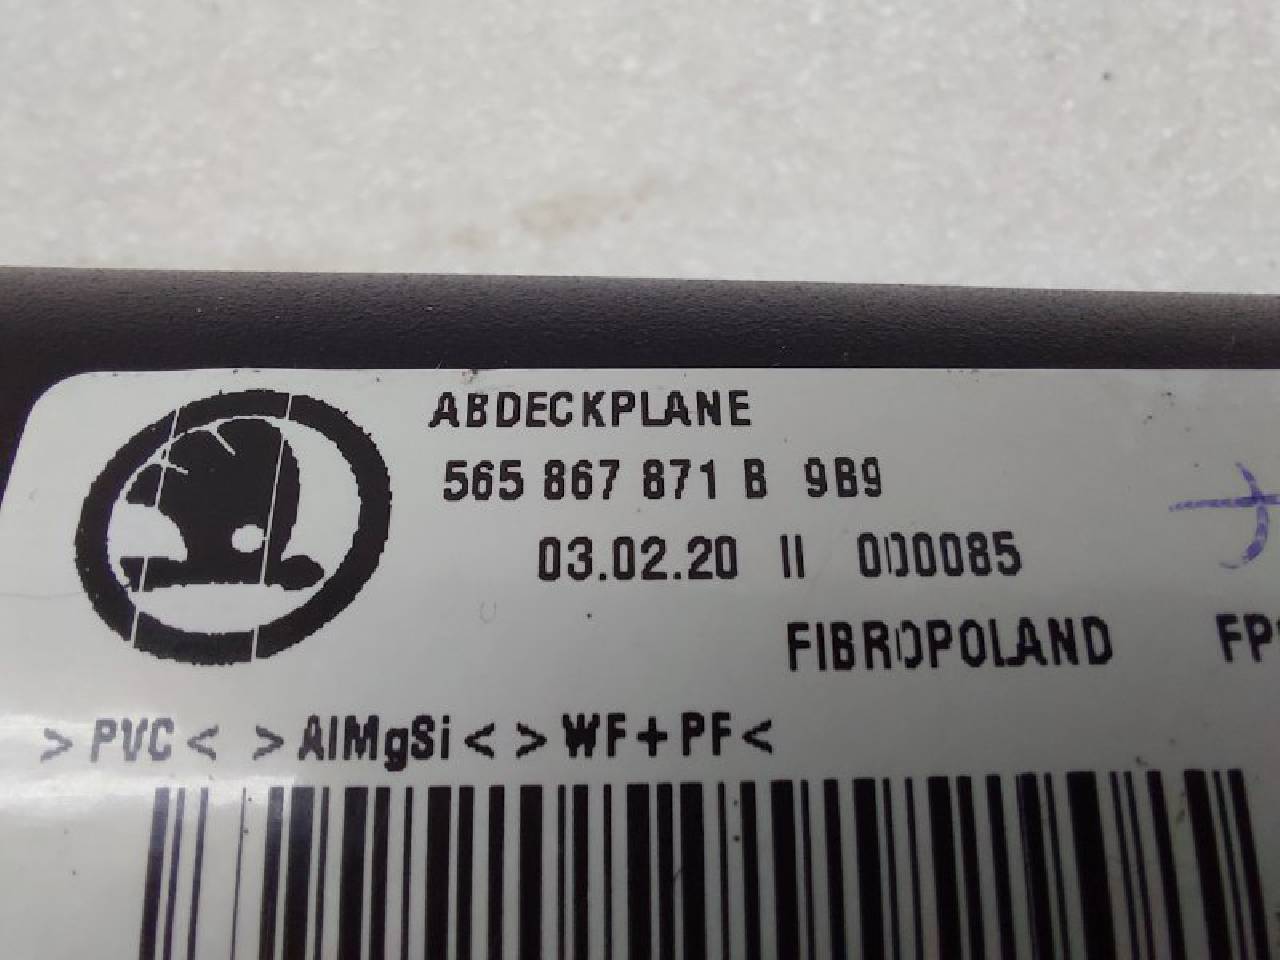 ABDECKPLANE
565 867 871 B 9B9
03.02.20 II 000085
FIBROPOLAND
>PVC< >AlMgSi< >WF+PF<